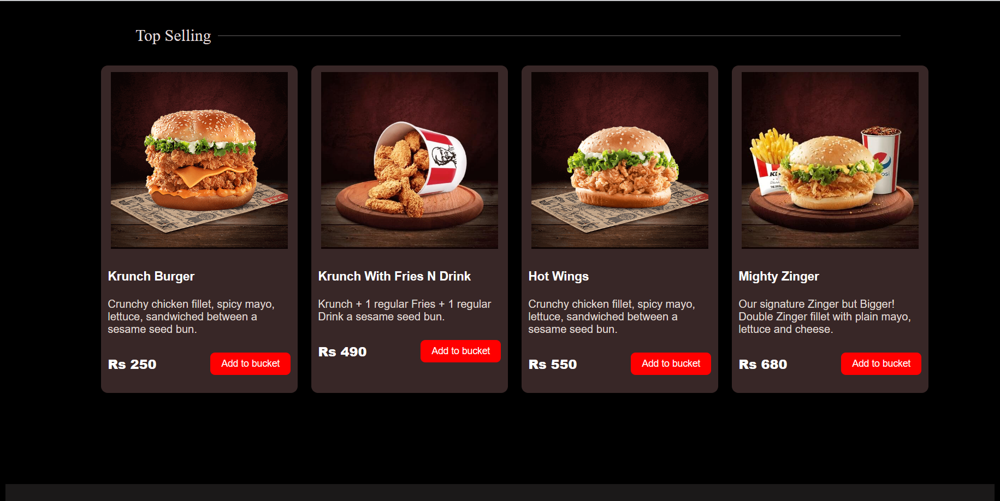 Top Selling
KFC
KFC
Krunch Burger
Crunchy chicken fillet, spicy mayo,
lettuce, sandwiched between a
sesame seed bun.
Rs 250
Add to bucket
Krunch With Fries N Drink
Krunch + 1 regular Fries + 1 regular
Drink a sesame seed bun.
Rs 490
Add to bucket
Hot Wings
Crunchy chicken fillet, spicy mayo,
lettuce, sandwiched between a
sesame seed bun.
Rs 550
Add to bucket
Mighty Zinger
Our signature Zinger but Bigger!
Double Zinger fillet with plain mayo,
lettuce and cheese.
Rs 680
Add to bucket